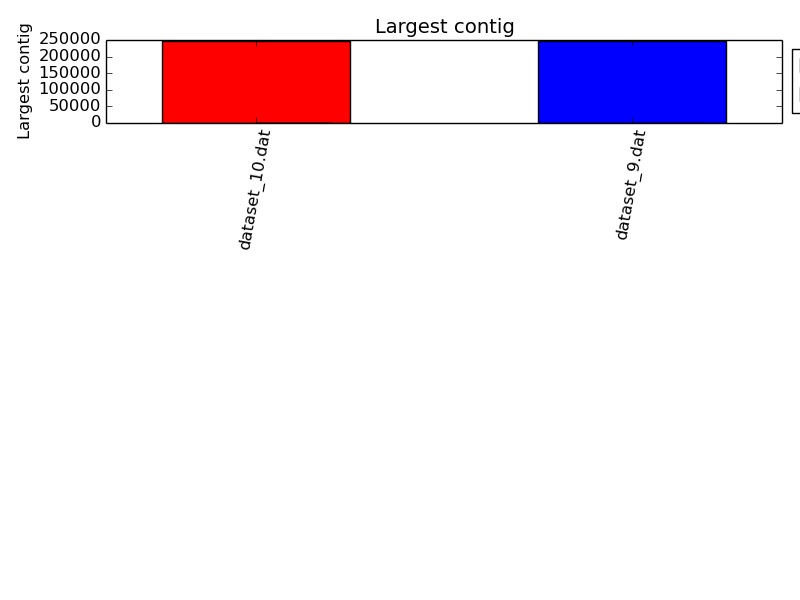 Largest contig
Largest contig
250000
200000
150000
100000
50000
0
dataset_10.dat
dataset_9.dat